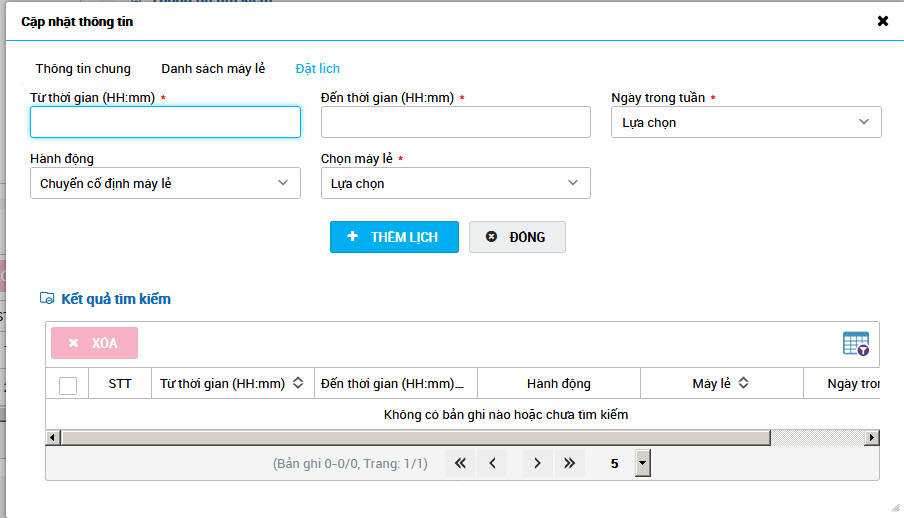 Cập nhật thông tin
Thông tin chung Danh sách máy lẻ Đặt lich
Từ thời gian (HH:mm) * Đến thời gian (HH:mm) * Ngày trong tuần *
Lựa chọn
Hành động Chọn máy lẻ *
Chuyển cố định máy lẻ Lựa chọn
THÊM LỊCH ĐÓNG
Kết quả tìm kiếm
XÓA
STT Từ thời gian (HH:mm) Đến thời gian (HH:mm)... Hành động Máy lẻ Ngày tron
Không có bản ghi nào hoặc chưa tìm kiếm
(Bản ghi 0-0/0, Trang: 1/1) 5